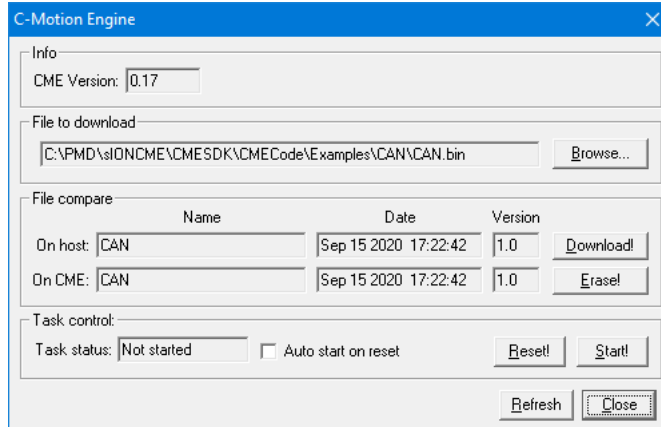 C-Motion Engine
Info
CME Version: 0.17
File to download
C:\PMD\sIONCME\CMESDK\CMECode\Examples\CAN\CAN.bin Browse...
File compare
Name Date Version
On host: CAN Sep 15 2020 17:22:42 1.0 Download!
On CME: CAN Sep 15 2020 17:22:42 1.0 Erase!
Task control:
Task status: Not started Auto start on reset Reset! Start!
Refresh Close